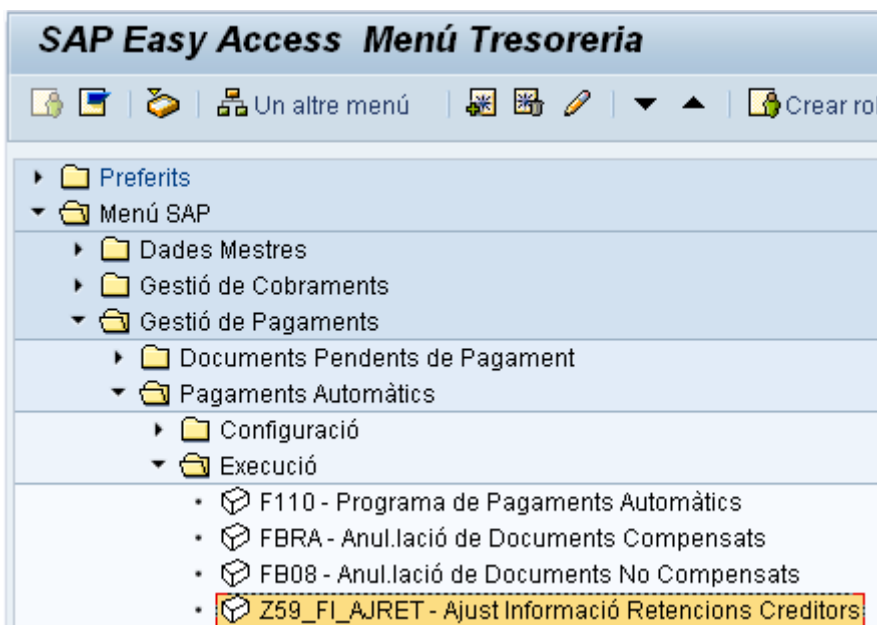 SAP Easy Access Menú Tresoreria
Un altre menú Crear rol
Preferits
Menú SAP
Dades Mestres
Gestió de Cobraments
Gestió de Pagaments
Documents Pendents de Pagament
Pagaments Automàtics
Configuració
Execució
F110 - Programa de Pagaments Automàtics
FBRA - Anul.lació de Documents Compensats
FB08 - Anul.lació de Documents No Compensats
Z59_FI_AJRET - Ajust Informació Retencions Creditors